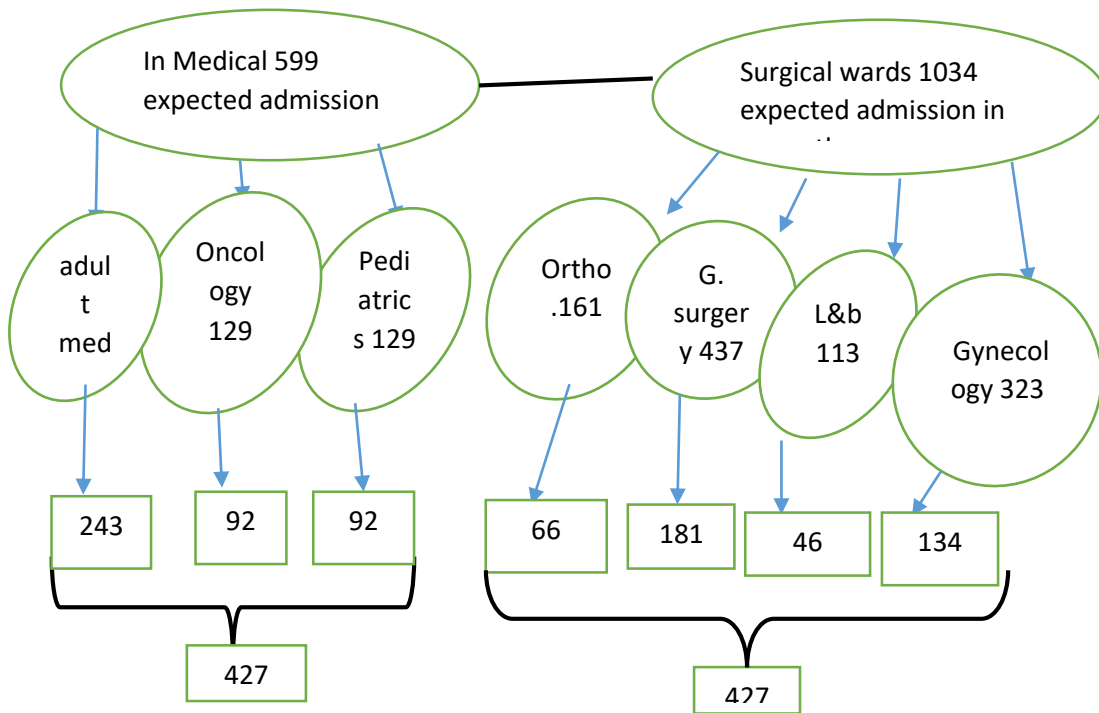 In Medical 599
expected admission
Surgical wards 1034
expected admission in
adul
t
med
Oncol
ogy
129
Pedi
atric
s 129
Ortho
.161
G.
surger
y 437
L&b
113
Gynecol
ogy 323
243
92
92
66
181
46
134
427
427